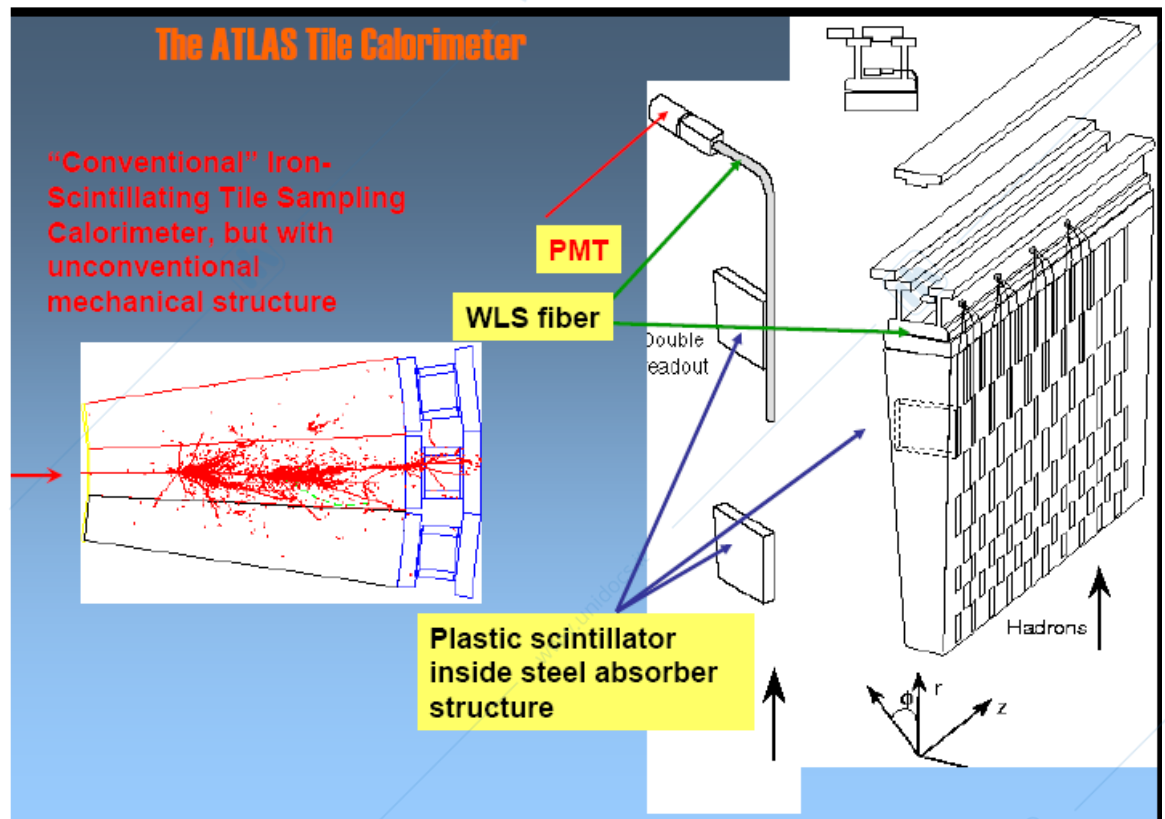 The ATLAS Tile Calorimeter
"Conventional" Iron-
Scintillating Tile Sampling
Calorimeter, but with
unconventional
mechanical structure
PMT
WLS fiber
Double
eadout
Plastic scintillator
inside steel absorber
structure
Hadrons
ϕ
r
z